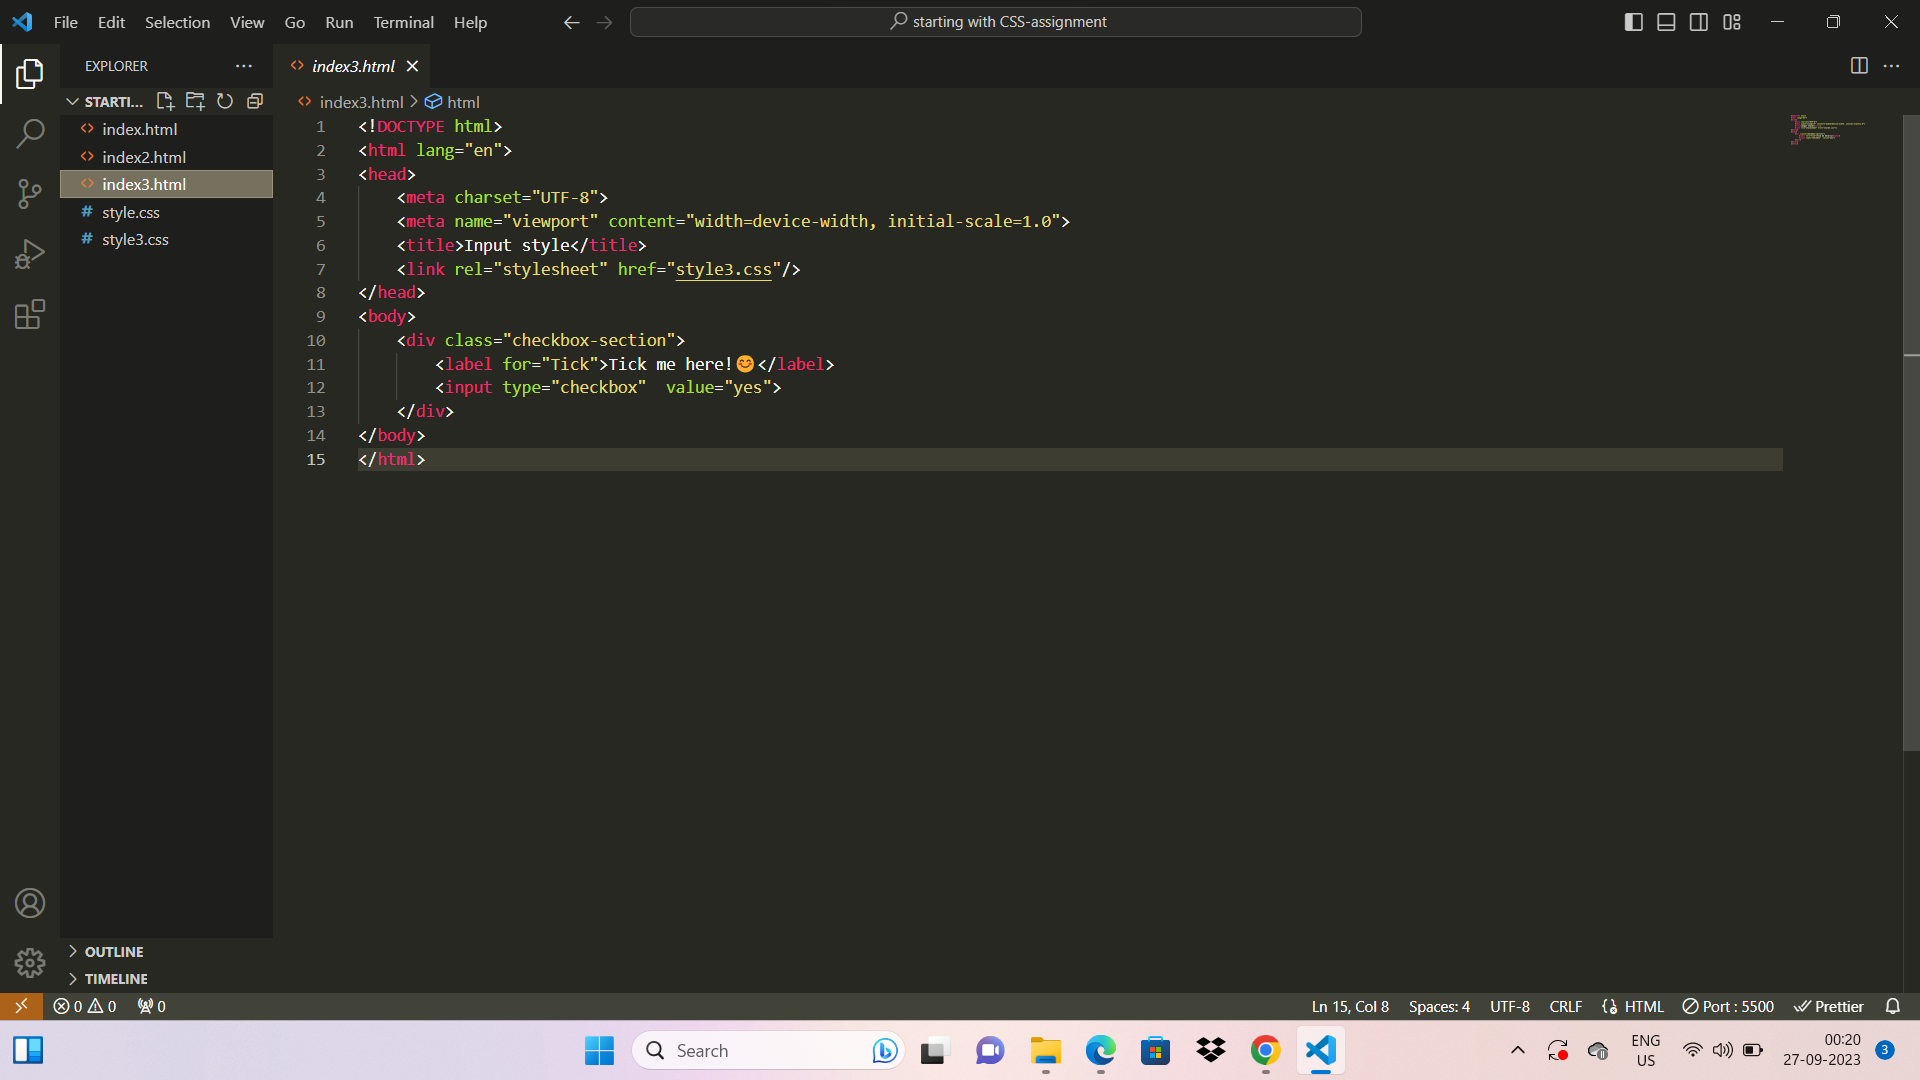 File Edit Selection View Go Run Terminal Help
starting with CSS-assignment
EXPLORER
STARTI...
index.html
index2.html
index3.html
style.css
style3.css
OUTLINE
TIMELINE
index3.html
index3.html > html
1 <!DOCTYPE html>
2 <html lang="en">
3 <head>
4 <meta charset="UTF-8">
5 <meta name="viewport" content="width=device-width, initial-scale=1.0">
6 <title>Input style</title>
7 <link rel="stylesheet" href="style3.css"/>
8 </head>
9 <body>
10 <div class="checkbox-section">
11 <label for="Tick">Tick me here!😊</label>
12 <input type="checkbox"  value="yes">
13 </div>
14 </body>
15 </html>
0 0 0
Ln 15, Col 8 Spaces: 4 UTF-8 CRLF HTML Port : 5500 Prettier
Search
ENG
US
00:20
27-09-2023
3